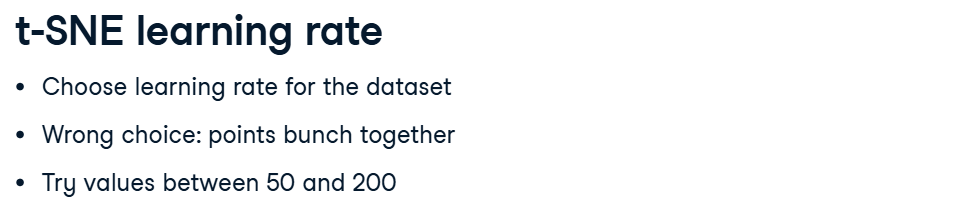 t-SNE learning rate
• Choose learning rate for the dataset
• Wrong choice: points bunch together
• Try values between 50 and 200